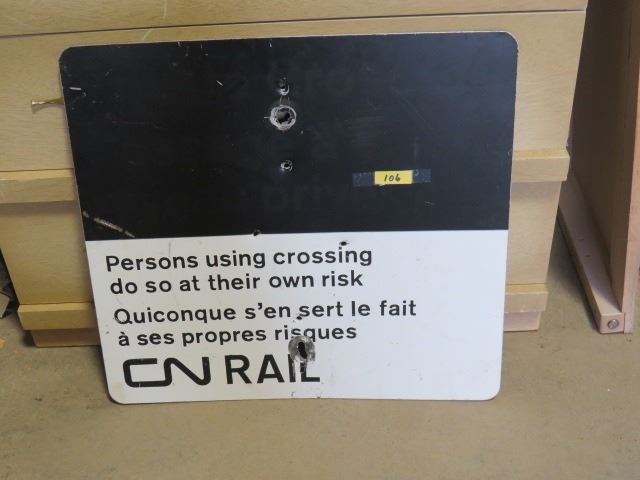 106
Persons using crossing
do so at their own risk
Quiconque s'en sert le fait
à ses propres risques
CN RAIL